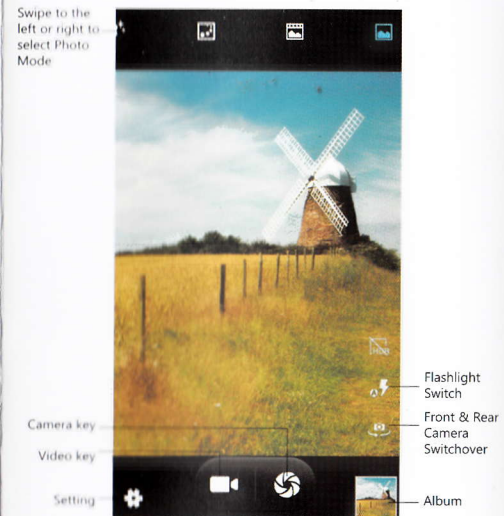 Swipe to the
left or right to
select Photo
Mode
HDR
Flashlight
Switch
A
Front & Rear
Camera
Switchover
Camera key
Video key
Setting
Album